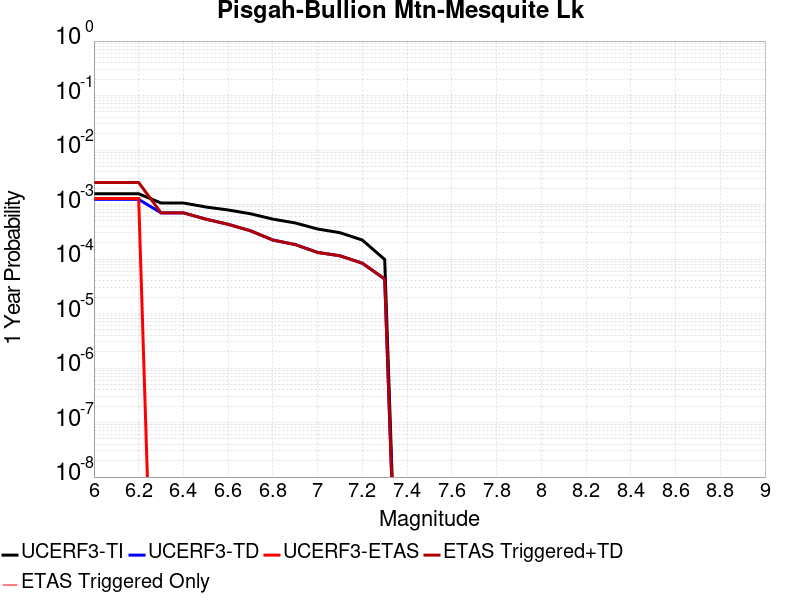 Pisgah-Bullion Mtn-Mesquite Lk
10^0
10^-1
10^-2
10^-3
10^-4
10^-5
10^-6
10^-7
10^-8
1 Year Probability
6 6.2 6.4 6.6 6.8 7 7.2 7.4 7.6 7.8 8 8.2 8.4 8.6 8.8 9
Magnitude
UCERF3-TI UCERF3-TD UCERF3-ETAS ETAS Triggered+TD
ETAS Triggered Only